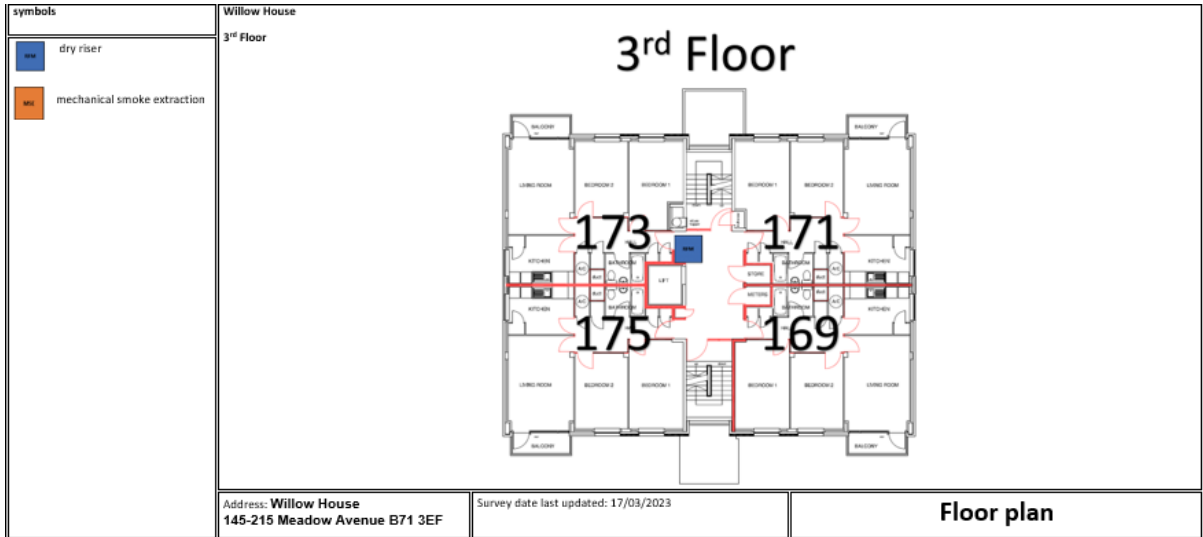 symbols
dry riser
MSE
mechanical smoke extraction
Willow House
3rd Floor
3rd Floor
BALCONY
BALCONY
LIVING ROOM
BEDROOM 2
BEDROOM 1
BEDROOM 1
BEDROOM 2
LIVING ROOM
173
171
HALL
KITCHEN
BATHROOM
BATHROOM
KITCHEN
A/C
A/C
LIFT
STORE
METERS
A/C
A/C
KITCHEN
BATHROOM
BATHROOM
KITCHEN
175
169
LIVING ROOM
BEDROOM 2
BEDROOM 1
BEDROOM 1
BEDROOM 2
LIVING ROOM
BALCONY
BALCONY
Address: Willow House
145-215 Meadow Avenue B71 3EF
Survey date last updated: 17/03/2023
Floor plan